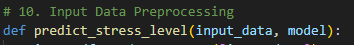 # 10. Input Data Preprocessing
def predict_stress_level(input_data, model):